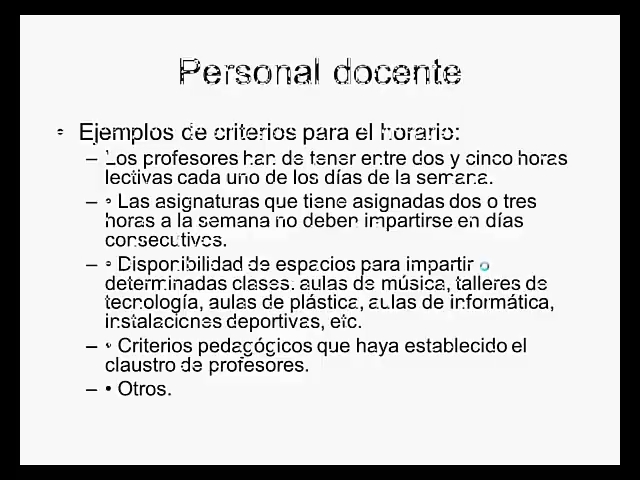 Personal docente
• Ejemplos de criterios para el horario:
– Los profesores han de tener entre dos y cinco horas
lectivas cada uno de los días de la semana.
– • Las asignaturas que tiene asignadas dos o tres
horas a la semana no deben impartirse en días
consecutivos.
– • Disponibilidad de espacios para impartir
determinadas clases. aulas de música, talleres de
tecnología, aulas de plástica, aulas de informática,
instalaciones deportivas, etc.
– • Criterios pedagógicos que haya establecido el
claustro de profesores.
– • Otros.